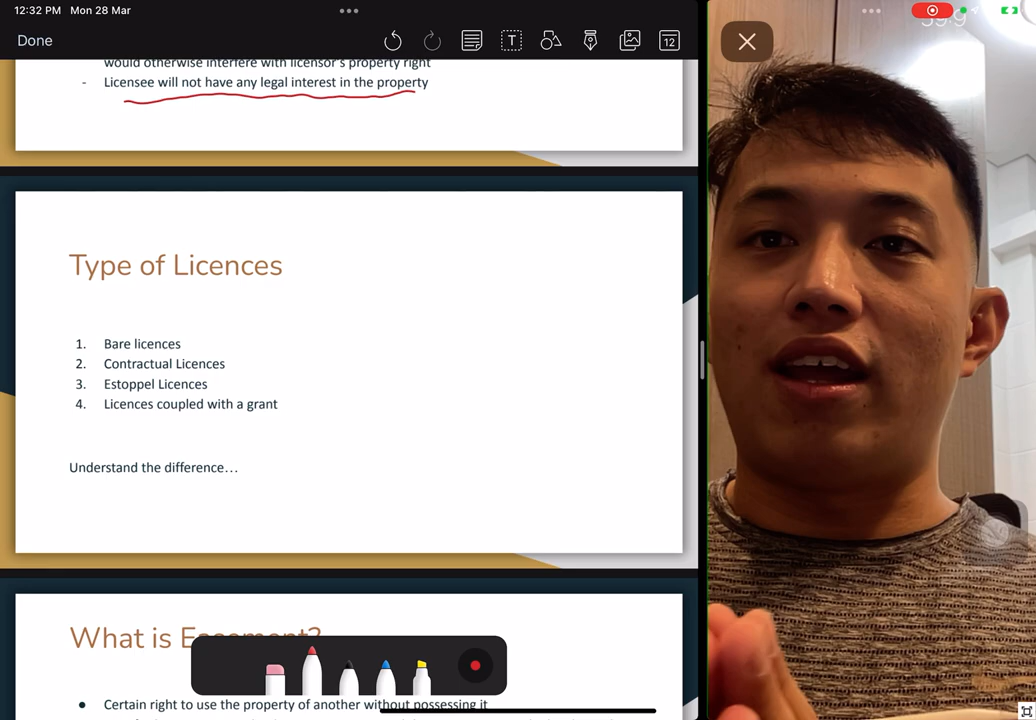 12:32 PM Mon 28 Mar
Done
12
would otherwise interfere with licensor's property right
- Licensee will not have any legal interest in the property
Type of Licences
1. Bare licences
2. Contractual Licences
3. Estoppel Licences
4. Licences coupled with a grant
Understand the difference...
What is Easement?
● Certain right to use the property of another without possessing it